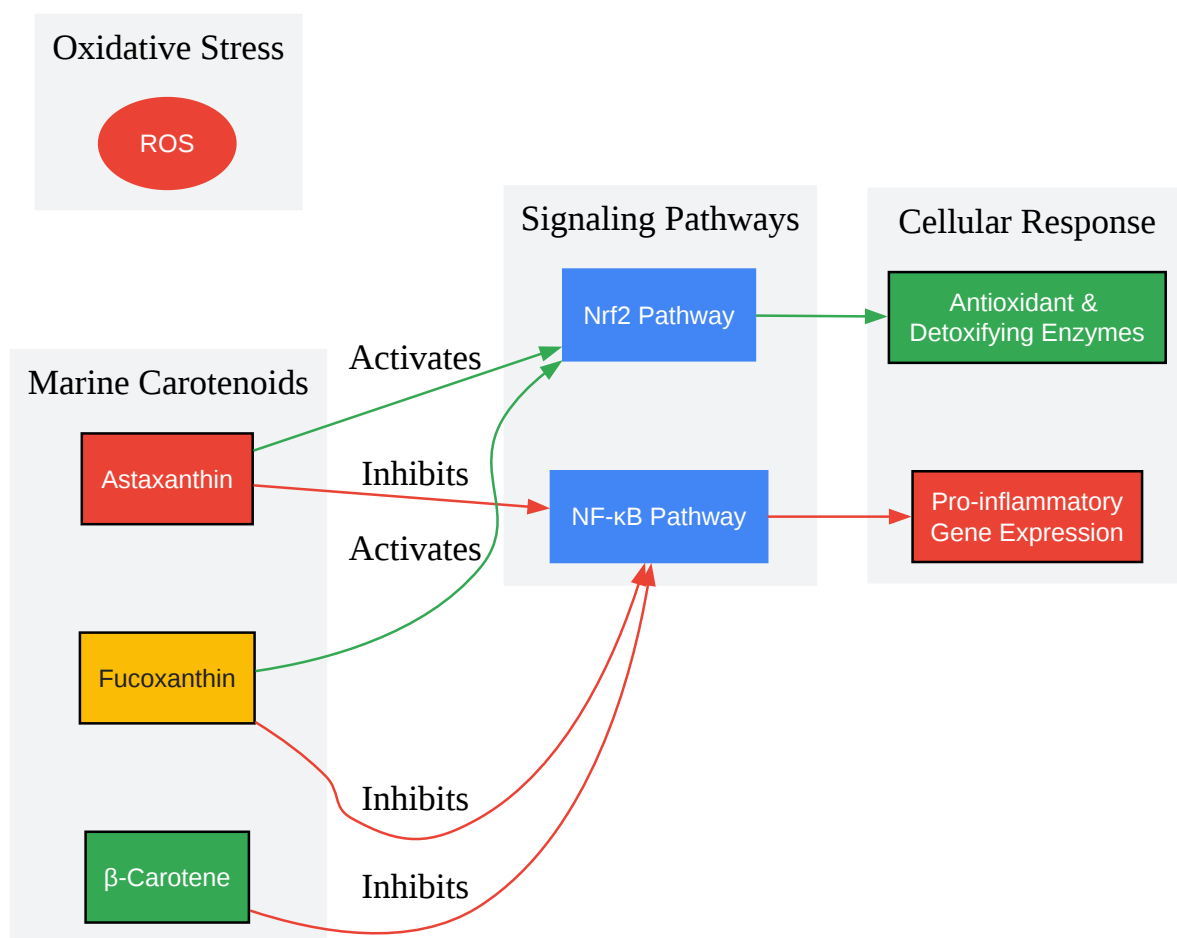 Oxidative Stress
ROS
Signaling Pathways
Cellular Response
Nrf2 Pathway
Antioxidant &
Detoxifying Enzymes
Activates
Marine Carotenoids
Astaxanthin
Inhibits
NF-κB Pathway
Pro-inflammatory
Gene Expression
Activates
Fucoxanthin
Inhibits
β-Carotene
Inhibits